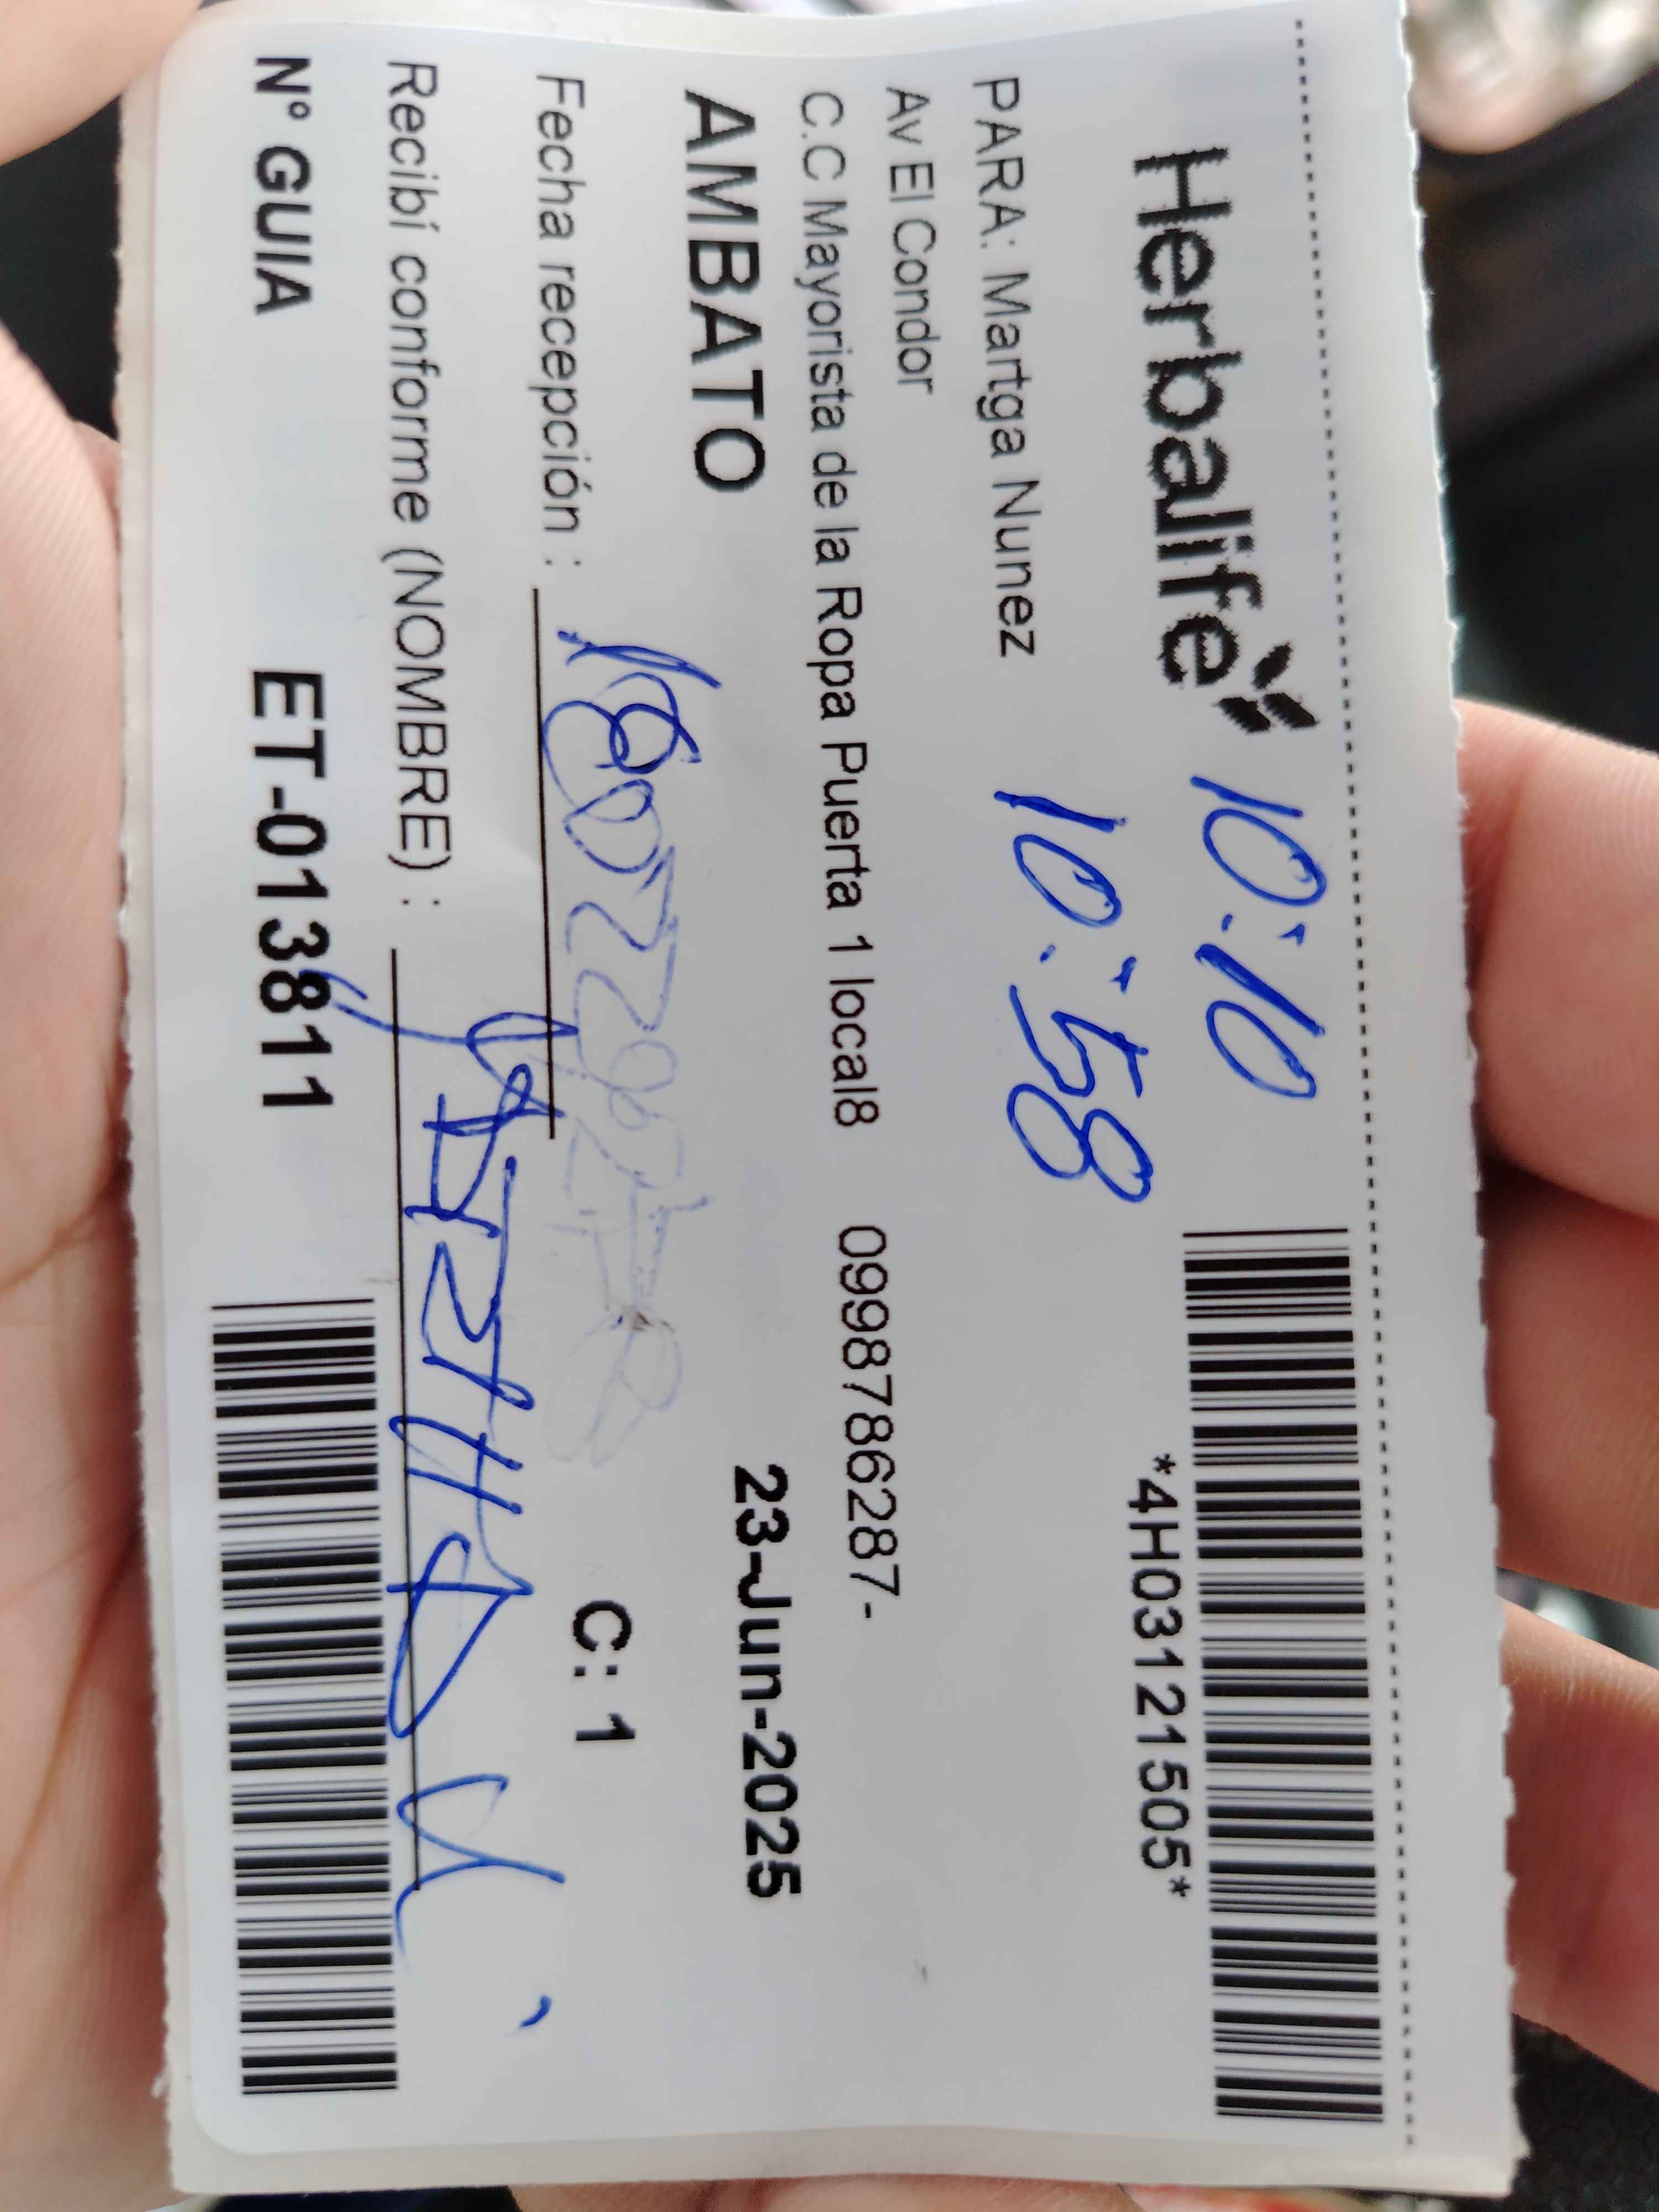 Herbalife
10:10
*4H03121505*
PARA: Martga Nunez
10:58
Av El Condor
C.C Mayorista de la Ropa Puerta 1 local8 0998786287-
AMBATO 23-Jun-2025
Fecha recepción :
C: 1
Recibí conforme (NOMBRE) :
N° GUIA ET-013811